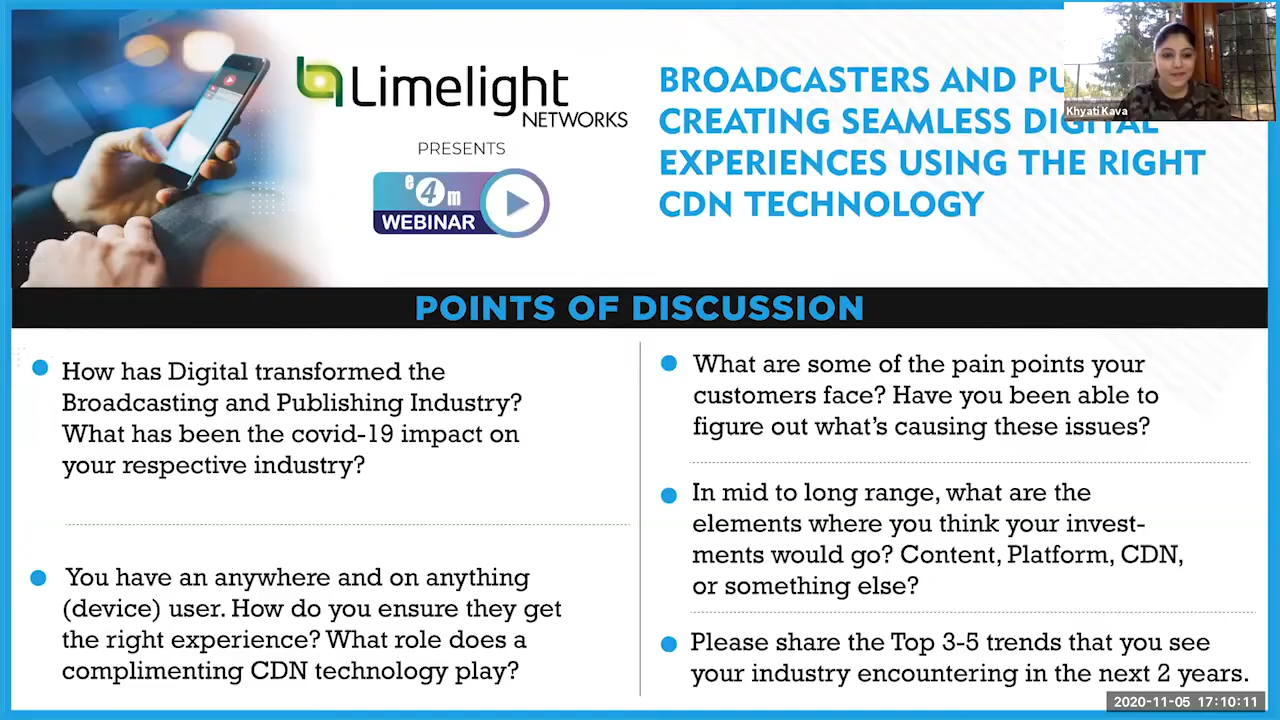 Limelight
NETWORKS
PRESENTS
e4m
WEBINAR
BROADCASTERS AND PU
CREATING SEAMLESS DIGITAL
EXPERIENCES USING THE RIGHT
CDN TECHNOLOGY
Khyati Kava
POINTS OF DISCUSSION
How has Digital transformed the
Broadcasting and Publishing Industry?
What has been the covid-19 impact on
your respective industry?
You have an anywhere and on anything
(device) user. How do you ensure they get
the right experience? What role does a
complimenting CDN technology play?
What are some of the pain points your
customers face? Have you been able to
figure out what's causing these issues?
In mid to long range, what are the
elements where you think your invest-
ments would go? Content, Platform, CDN,
or something else?
Please share the Top 3-5 trends that you see
your industry encountering in the next 2 years.
2020-11-05 17:10:11